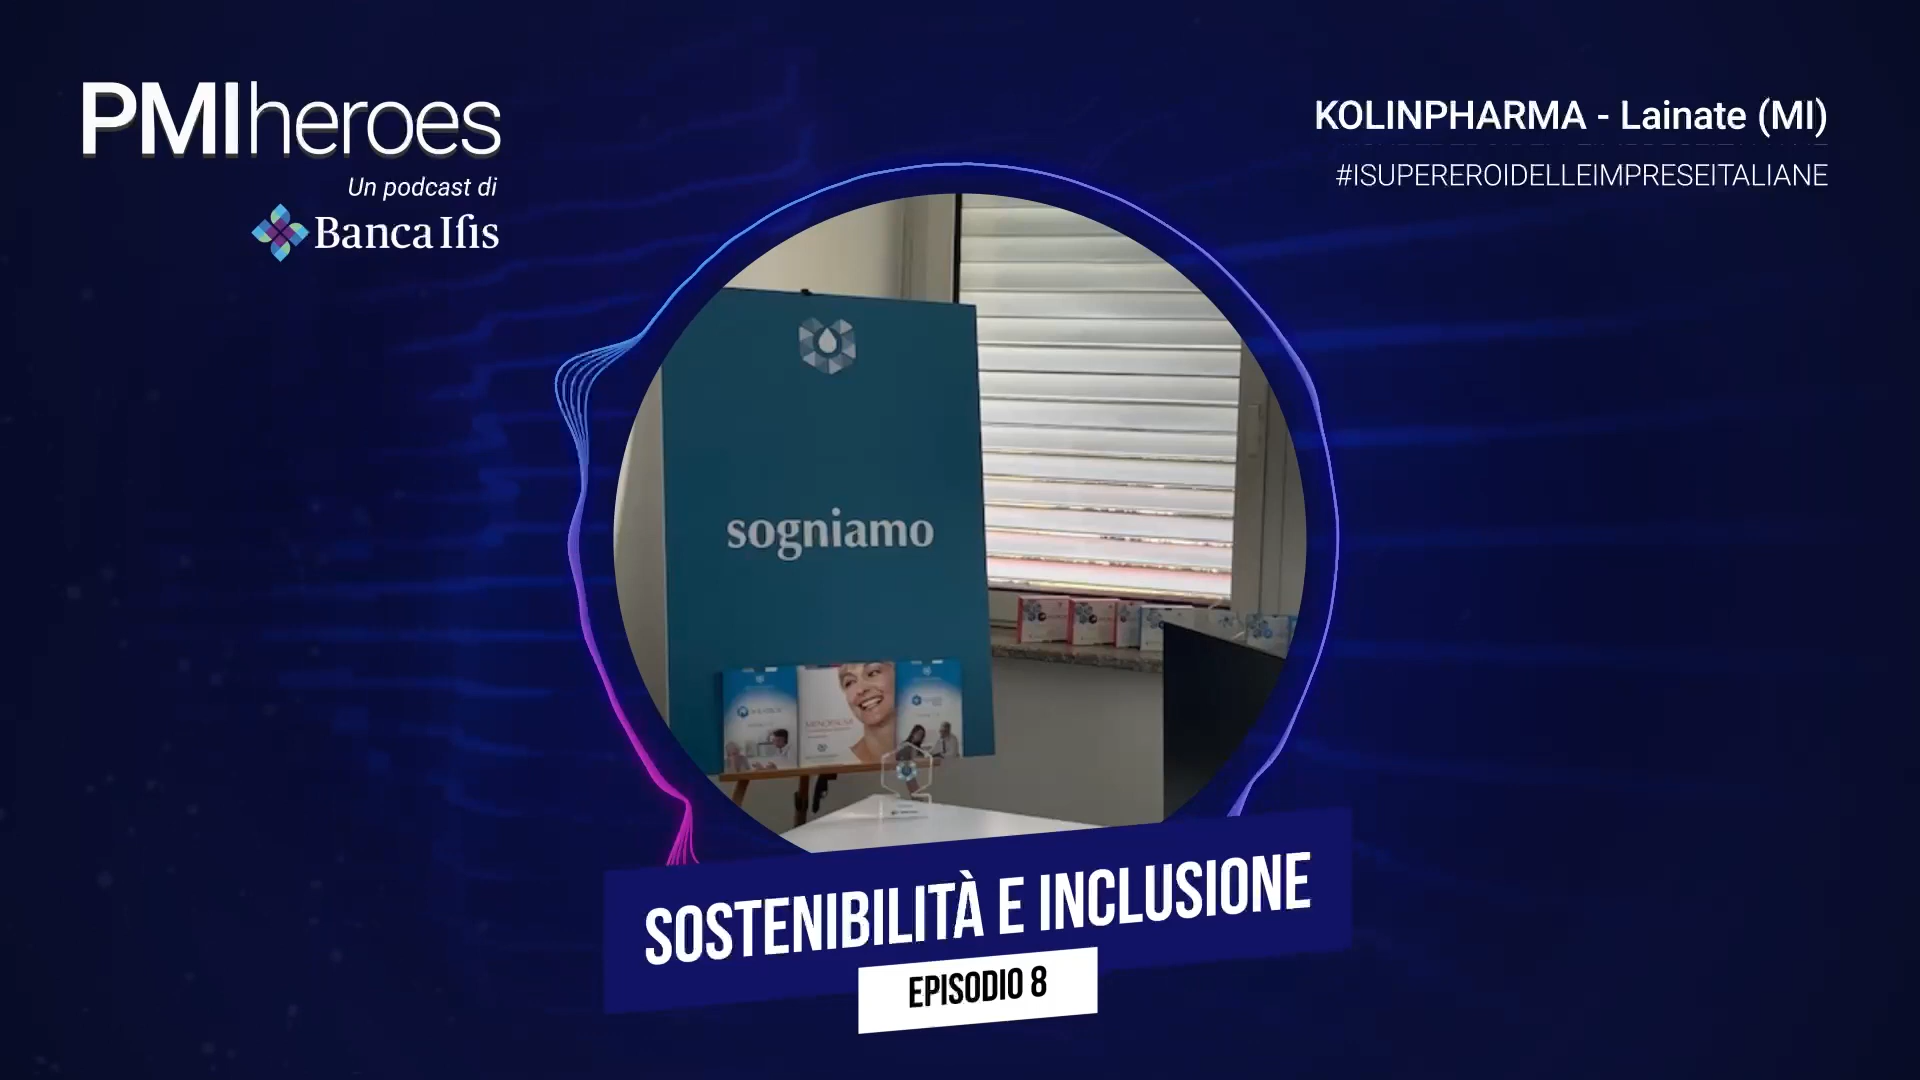 PMIheroes
Un podcast di
Banca Ifis
KOLINPHARMA - Lainate (MI)
#ISUPEREROIDELLEIMPRESEITALIANE
sogniamo
SOSTENIBILITÀ E INCLUSIONE
EPISODIO 8